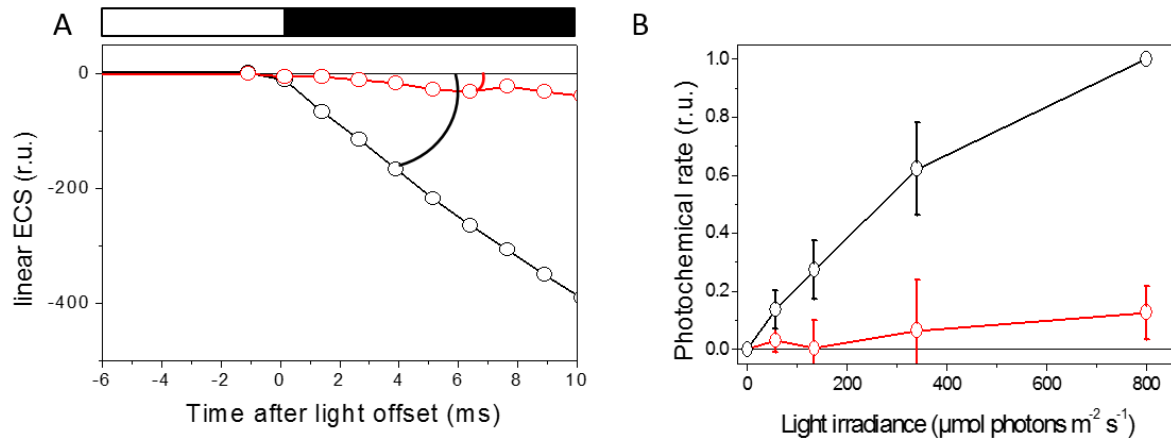 A
linear ECS (r.u.)
0
-200
-400
-6 -4 -2 0 2 4 6 8 10
Time after light offset (ms)
B
Photochemical rate (r.u.)
1.0
0.8
0.6
0.4
0.2
0.0
0 200 400 600 800
Light irradiance (µmol photons m⁻² s⁻¹)